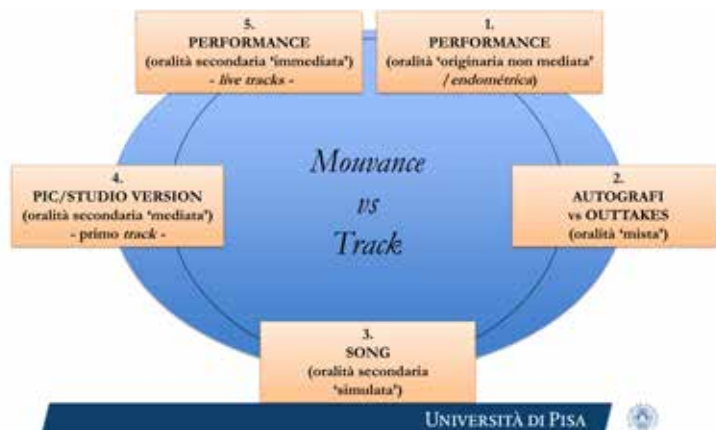 5.
PERFORMANCE
(oralità secondaria ‘immediata’)
- live tracks -
1.
PERFORMANCE
(oralità ‘originaria non mediata’
/ endométrica)
Mouvance
vs
Track
4.
PIC/STUDIO VERSION
(oralità secondaria ‘mediata’)
- primo track -
2.
AUTOGRAFI
vs OUTTAKES
(oralità ‘mista’)
3.
SONG
(oralità secondaria
‘simulata’)
UNIVERSITÀ DI PISA